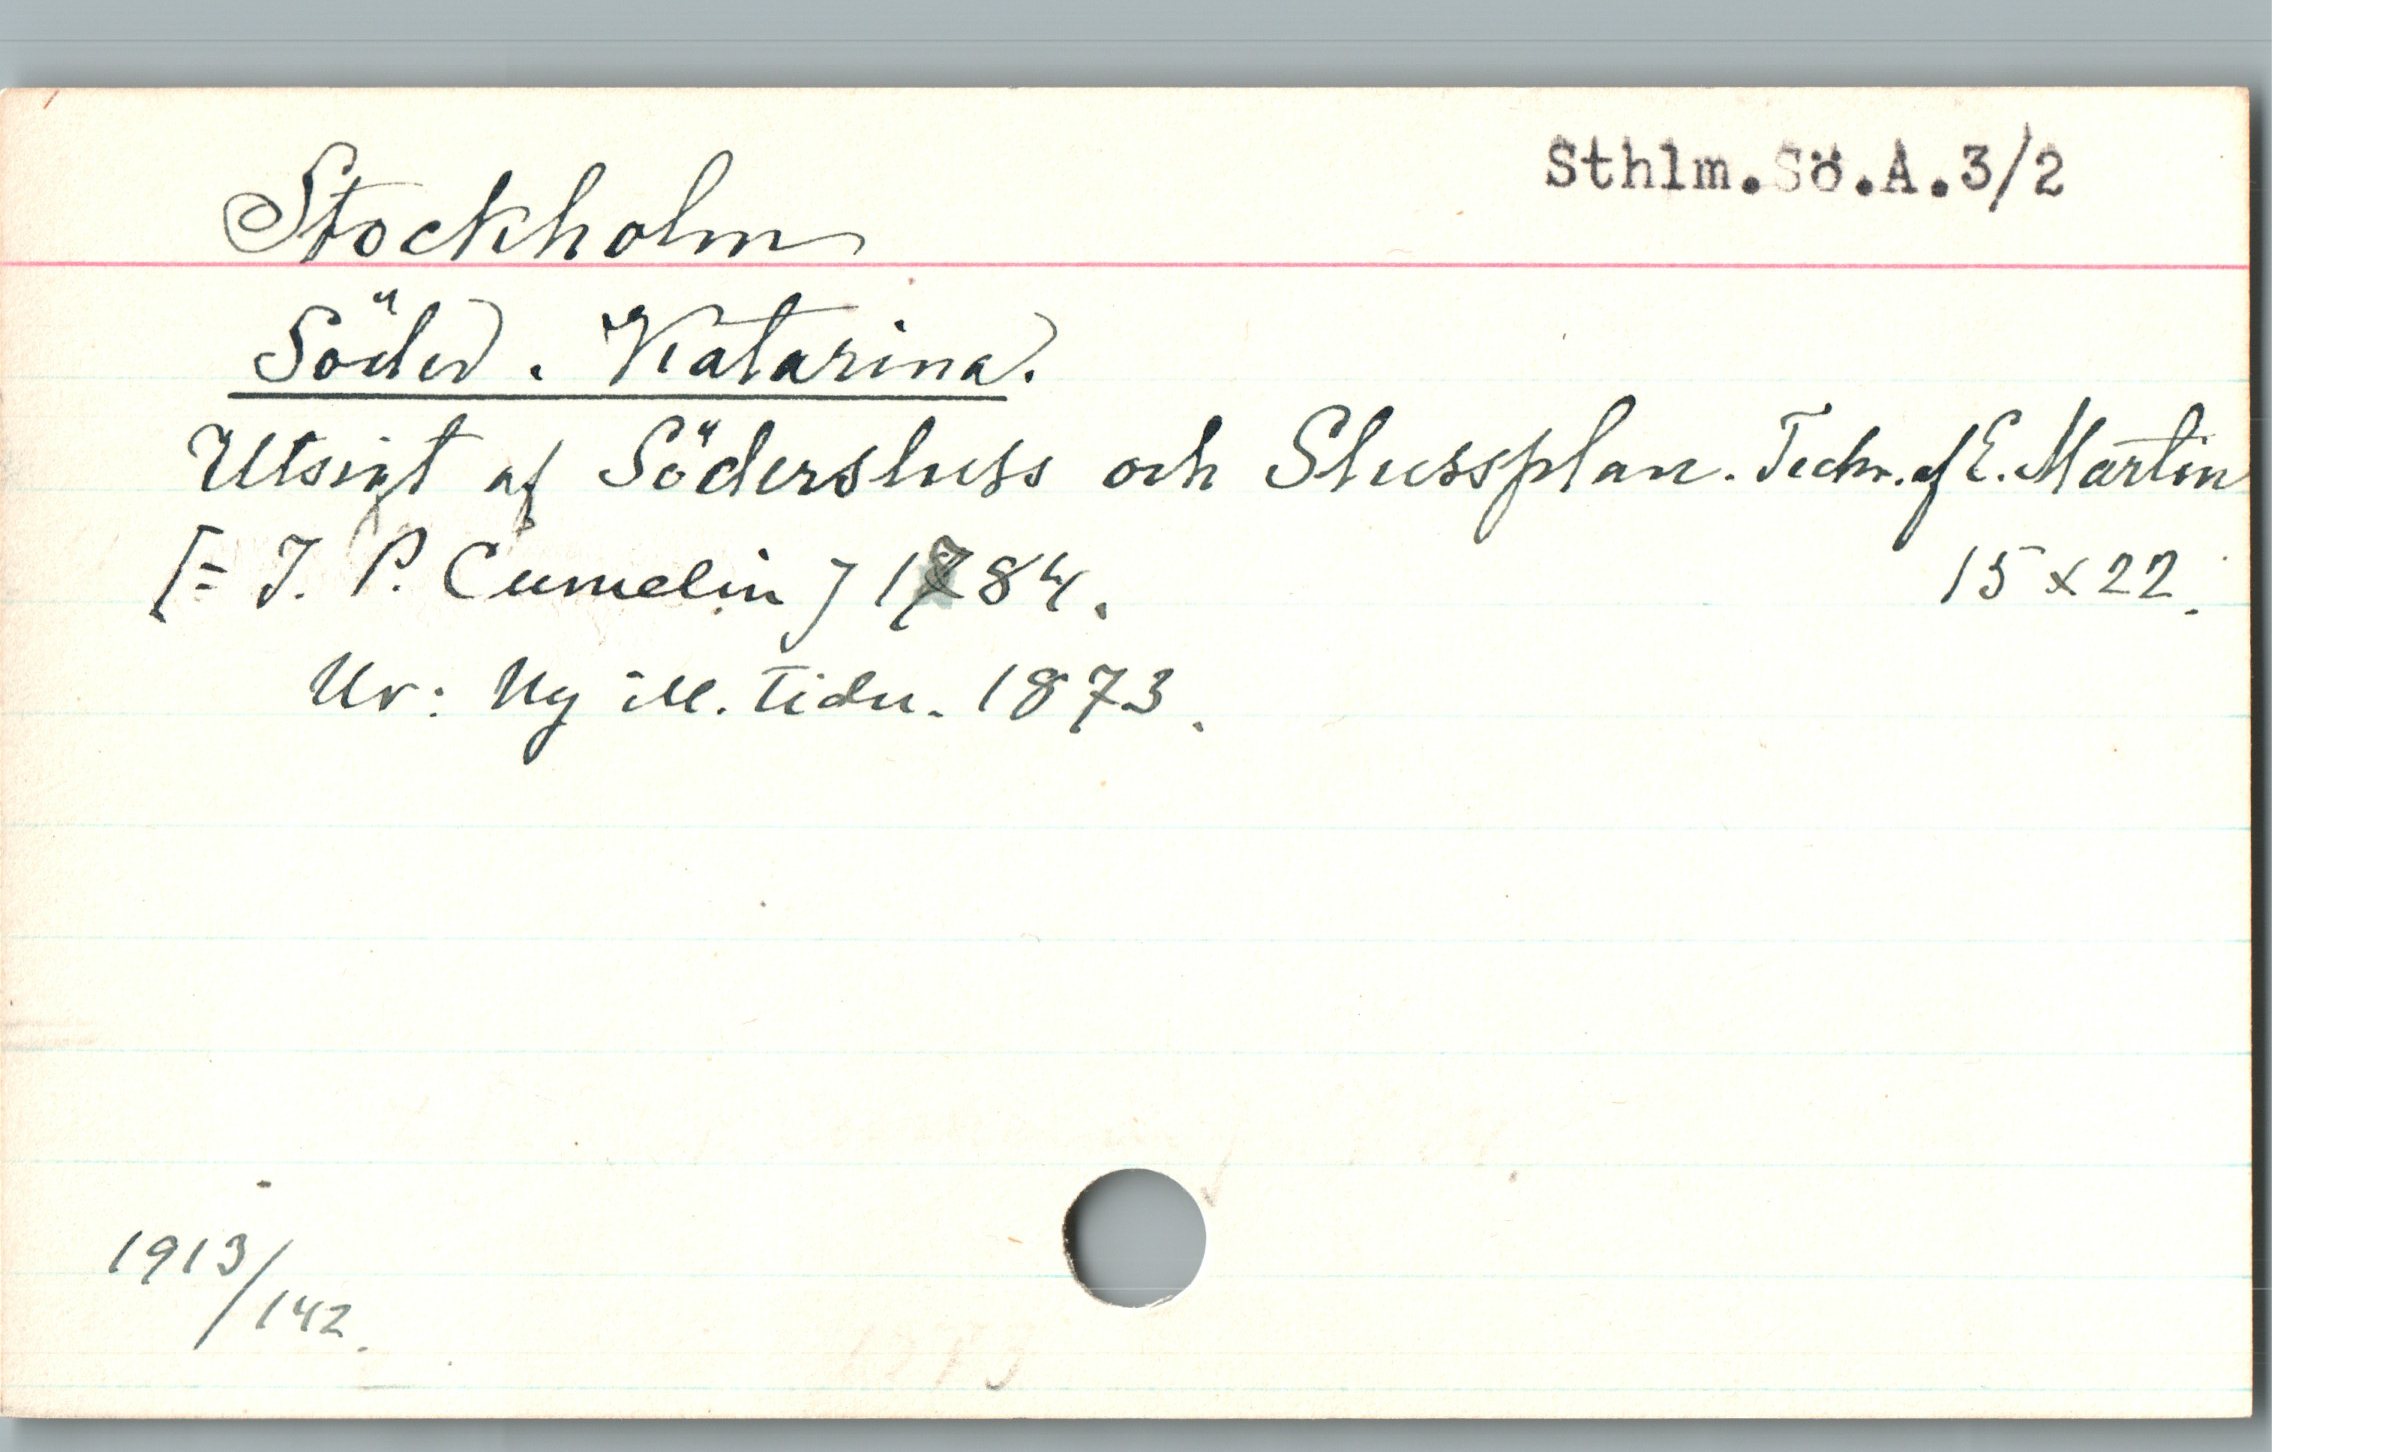 Stockholm
Sthlm.Sö.A.3/2
Söder. Katarina.
Utsigt af Södersluss och Slussplan. Teckn. af E. Martin
[= J. P. Cumelin] 1784.
15 x 22.
Ur: Ny ill. Tidn. 1873.
1913/142.